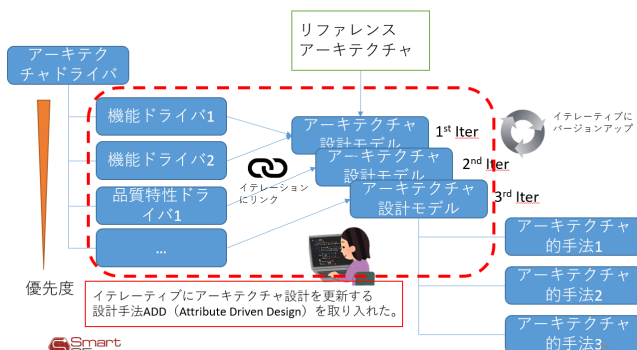 リファレンス
アーキテクチャ
アーキテク
チャドライバ
機能ドライバ1
機能ドライバ2
品質特性ドラ
イバ1
…
優先度
イテレーション
にリンク
アーキテクチャ
設計モデル
1st Iter
アーキテクチャ
設計モデル
2nd Iter
アーキテクチャ
設計モデル
3rd Iter
イテレーティブに
バージョンアップ
アーキテクチャ
的手法1
アーキテクチャ
的手法2
アーキテクチャ
的手法3
イテレーティブにアーキテクチャ設計を更新する
設計手法ADD（Attribute Driven Design）を取り入れた。
Smart